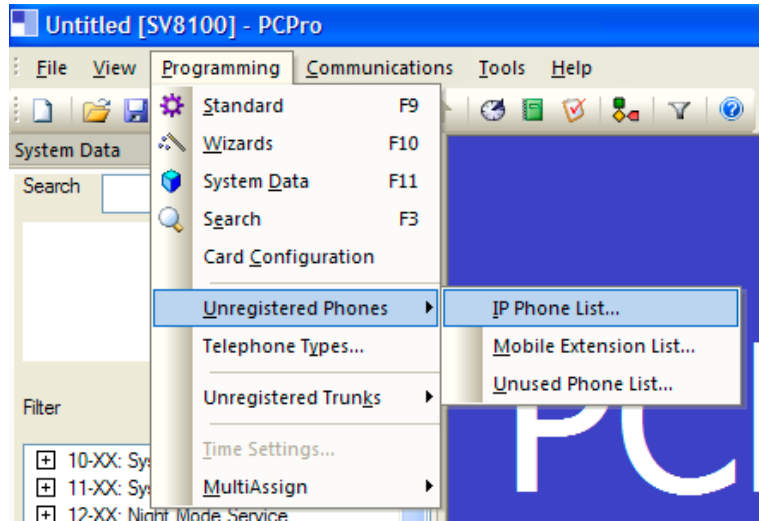 Untitled [SV8100] - PCPro
File View Programming Communications Tools Help
System Data
Search
Standard F9
Wizards F10
System Data F11
Search F3
Card Configuration
Unregistered Phones
Telephone Types...
Unregistered Trunks
Time Settings...
MultiAssign
IP Phone List...
Mobile Extension List...
Unused Phone List...
Filter
10-XX: Sy
11-XX: Sy
12-XX: Night Mode Service
PC